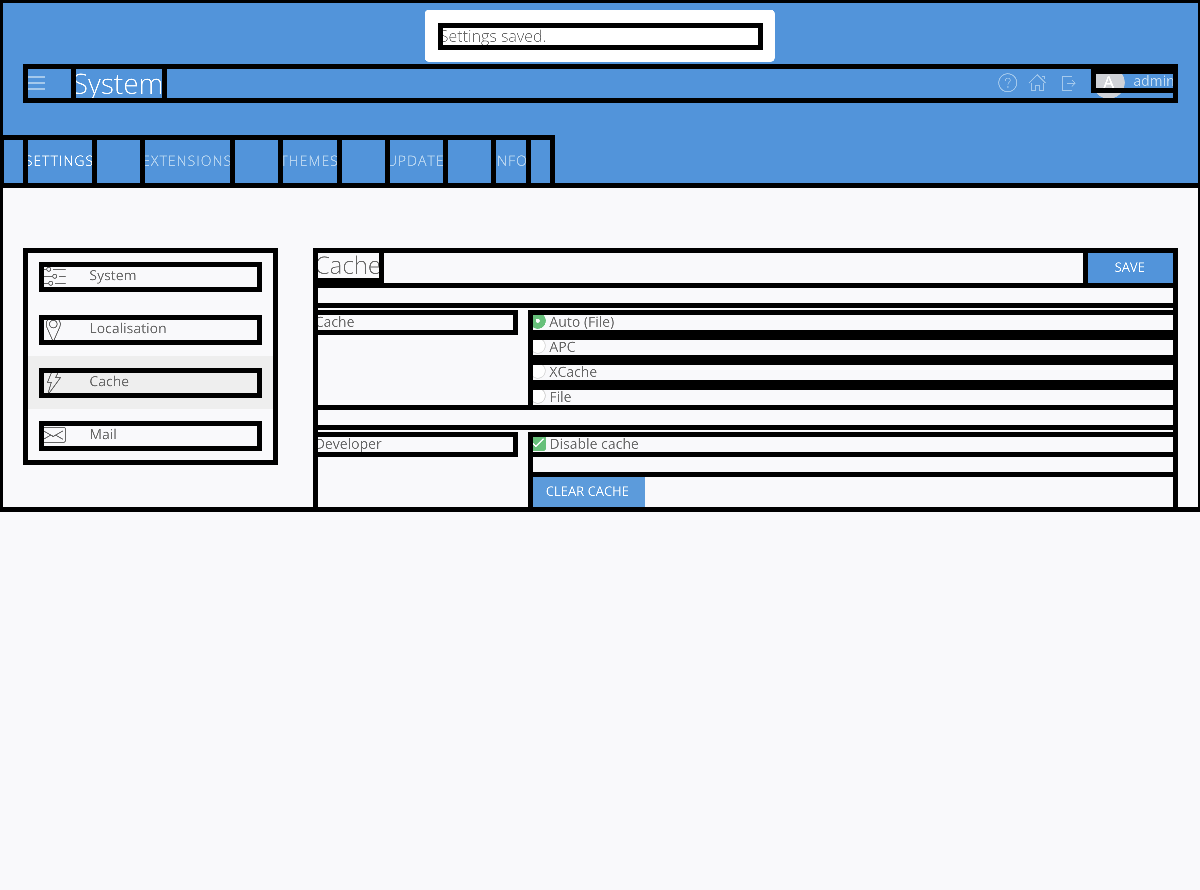 Settings saved.
System
A admin
SETTINGS EXTENSIONS THEMES UPDATE INFO
System
Localisation
Cache
Mail
Cache
SAVE
Cache
Auto (File)
APC
XCache
File
Developer
Disable cache
CLEAR CACHE